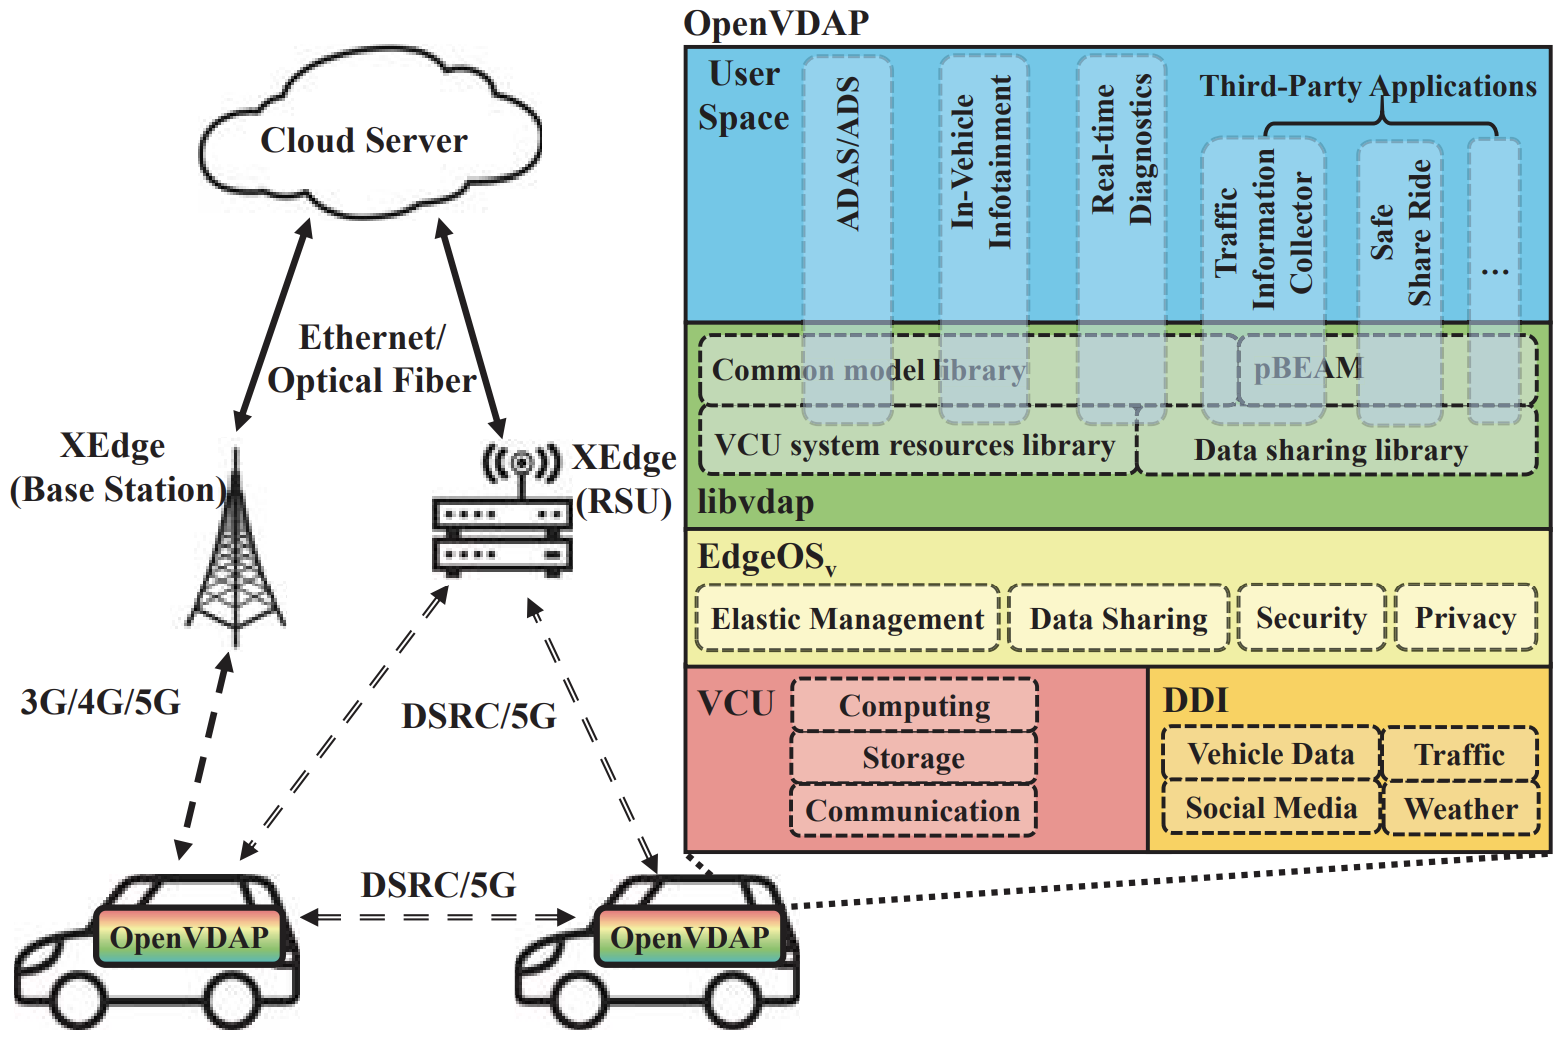 OpenVDAP
Cloud Server
Ethernet/
Optical Fiber
XEdge
(Base Station)
XEdge
(RSU)
3G/4G/5G
DSRC/5G
DSRC/5G
OpenVDAP
OpenVDAP
User
Space
ADAS/ADS
In-Vehicle
Infotainment
Real-time
Diagnostics
Third-Party Applications
Traffic
Information
Collector
Safe
Share Ride
...
Common model library
pBEAM
VCU system resources library
Data sharing library
libvdap
EdgeOSv
Elastic Management
Data Sharing
Security
Privacy
VCU
Computing
Storage
Communication
DDI
Vehicle Data
Traffic
Social Media
Weather